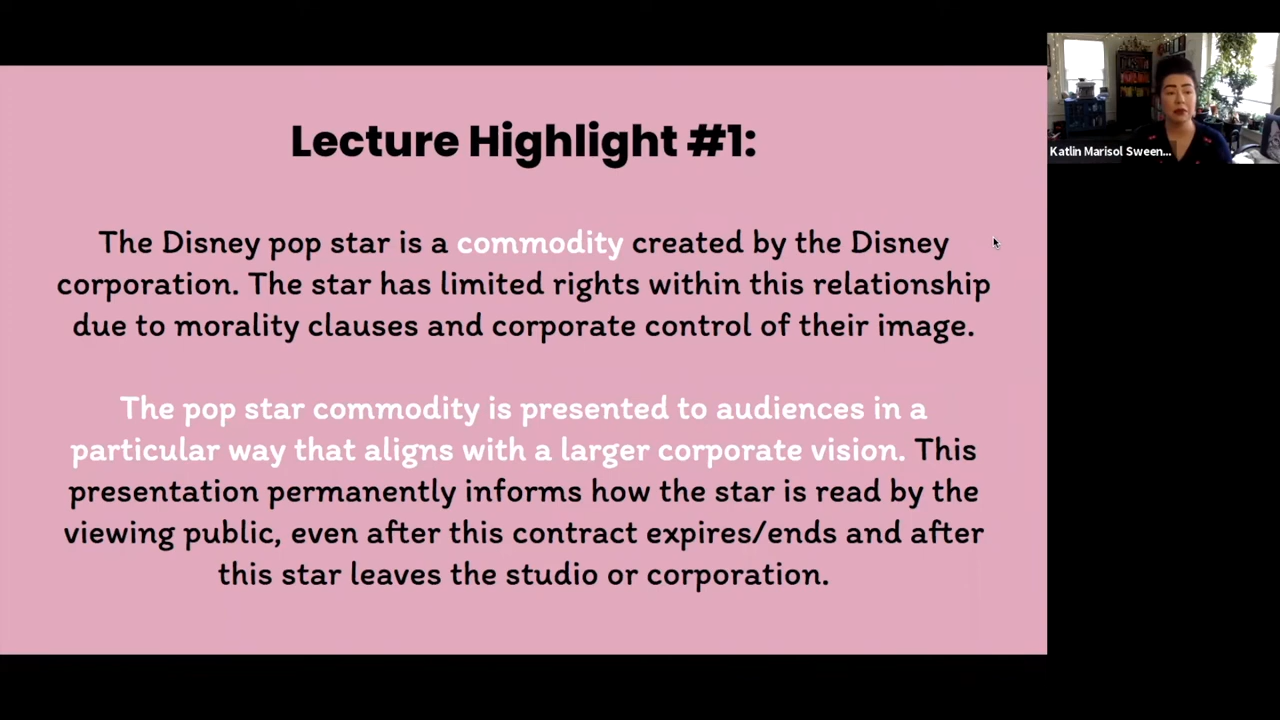 Lecture Highlight #1:
The Disney pop star is a commodity created by the Disney
corporation. The star has limited rights within this relationship
due to morality clauses and corporate control of their image.
The pop star commodity is presented to audiences in a
particular way that aligns with a larger corporate vision. This
presentation permanently informs how the star is read by the
viewing public, even after this contract expires/ends and after
this star leaves the studio or corporation.
Katlin Marisol Sween...